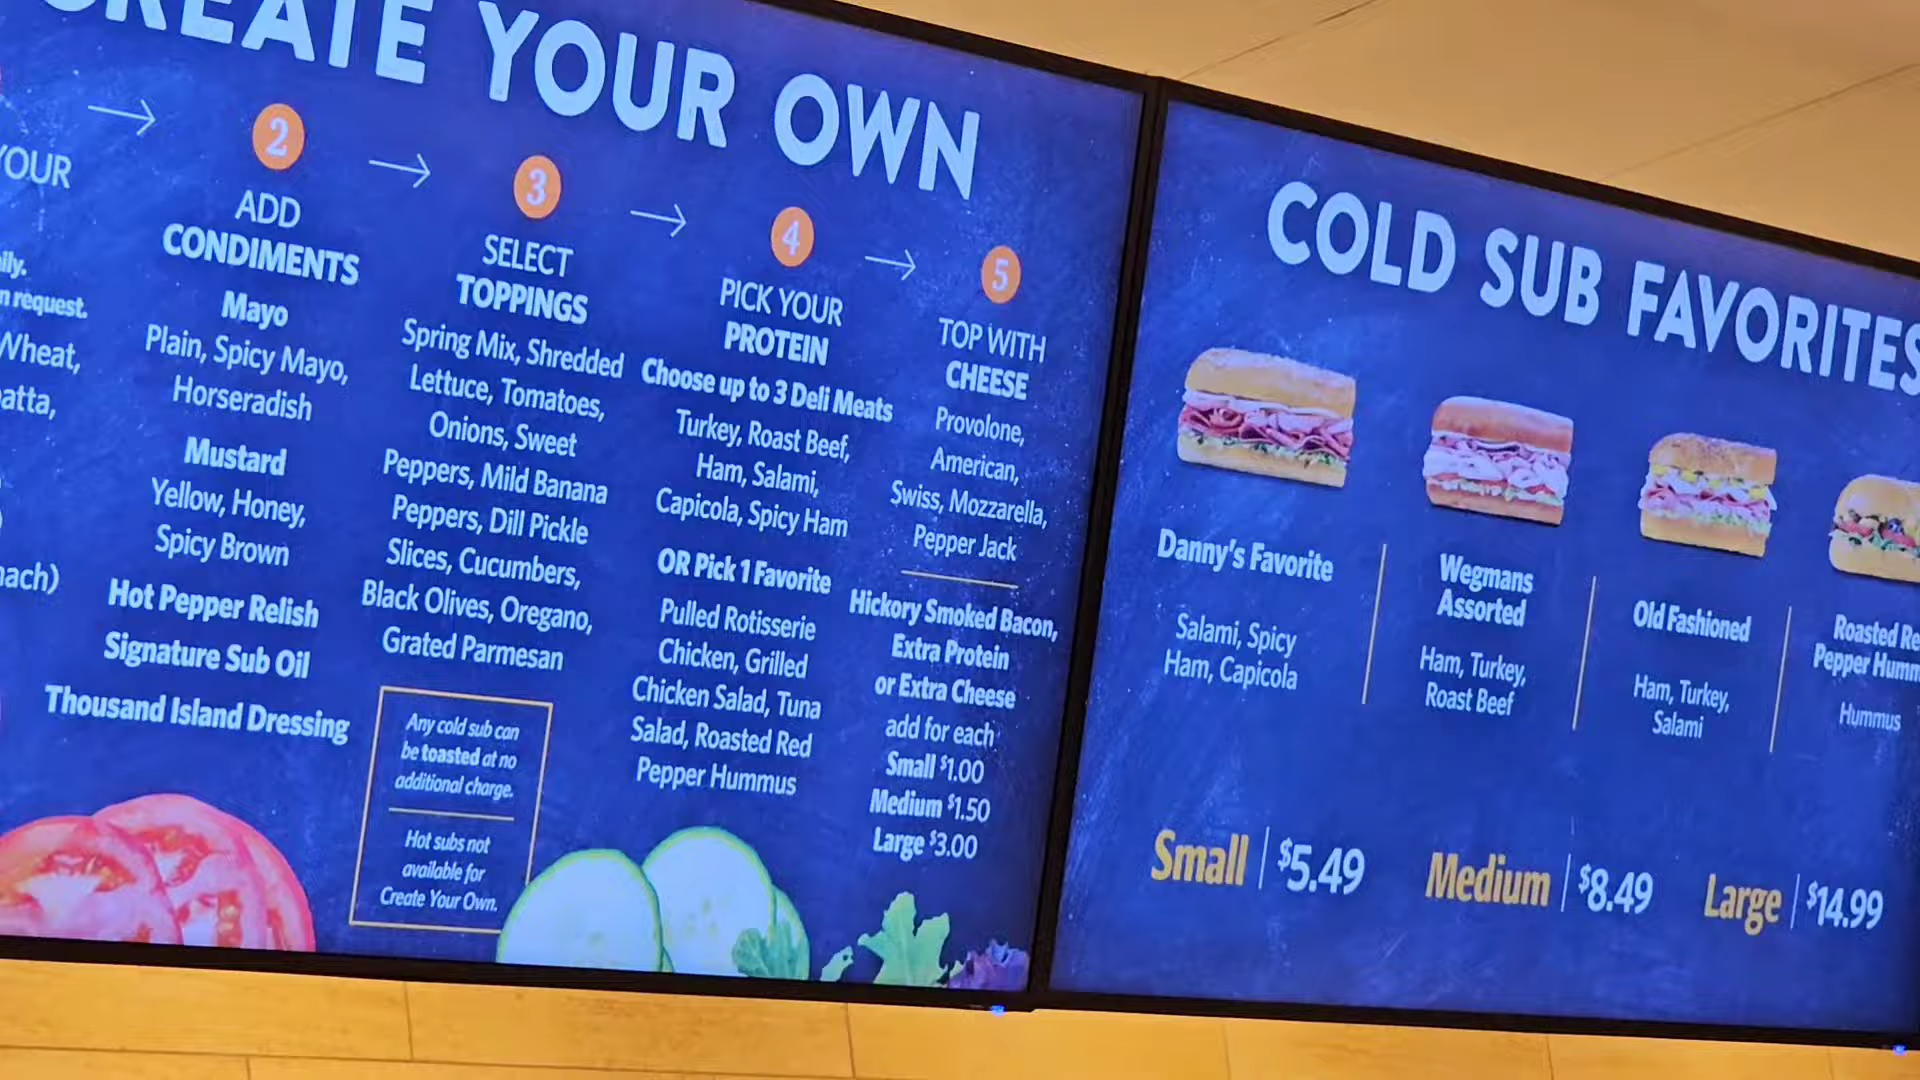 CREATE YOUR OWN
YOUR
request.
Wheat,
2
ADD
CONDIMENTS
Mayo
Plain, Spicy Mayo,
Horseradish
Mustard
Yellow, Honey,
Spicy Brown
Hot Pepper Relish
Signature Sub Oil
Thousand Island Dressing
3
SELECT
TOPPINGS
Spring Mix, Shredded
Lettuce, Tomatoes,
Onions, Sweet
Peppers, Mild Banana
Peppers, Dill Pickle
Slices, Cucumbers,
Black Olives, Oregano,
Grated Parmesan
Any cold sub can
be toasted at no
additional charge.
Hot subs not
available for
Create Your Own.
4
PICK YOUR
PROTEIN
Choose up to 3 Deli Meats
Turkey, Roast Beef,
Ham, Salami,
Capicola, Spicy Ham
OR Pick 1 Favorite
Pulled Rotisserie
Chicken, Grilled
Chicken Salad, Tuna
Salad, Roasted Red
Pepper Hummus
5
TOP WITH
CHEESE
Provolone,
American,
Swiss, Mozzarella,
Pepper Jack
Hickory Smoked Bacon,
Extra Protein
or Extra Cheese
add for each
Small $1.00
Medium $1.50
Large $3.00
COLD SUB FAVORITES
Danny's Favorite
Salami, Spicy
Ham, Capicola
Wegmans
Assorted
Ham, Turkey,
Roast Beef
Old Fashioned
Ham, Turkey,
Salami
Roasted Re
Pepper Humm
Hummus
Small $5.49
Medium $8.49
Large $14.99